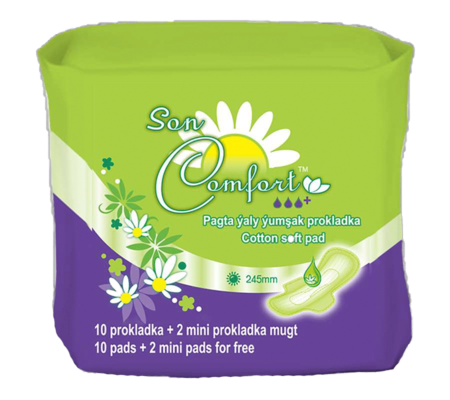 Son
Comfort™
Pagta ýaly ýumşak prokladka
Cotton soft pad
245mm
10 prokladka + 2 mini prokladka mugt
10 pads + 2 mini pads for free